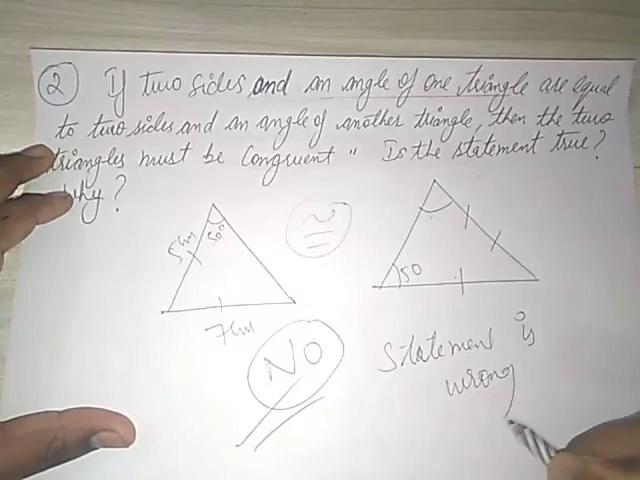 2 If two sides and an angle of one triangle are equal
to two sides and an angle of another triangle, then the two
triangles must be congruent " Is the statement true?
Why?
5cm
50°
7cm
≅
50
NO
Statement is
wrong